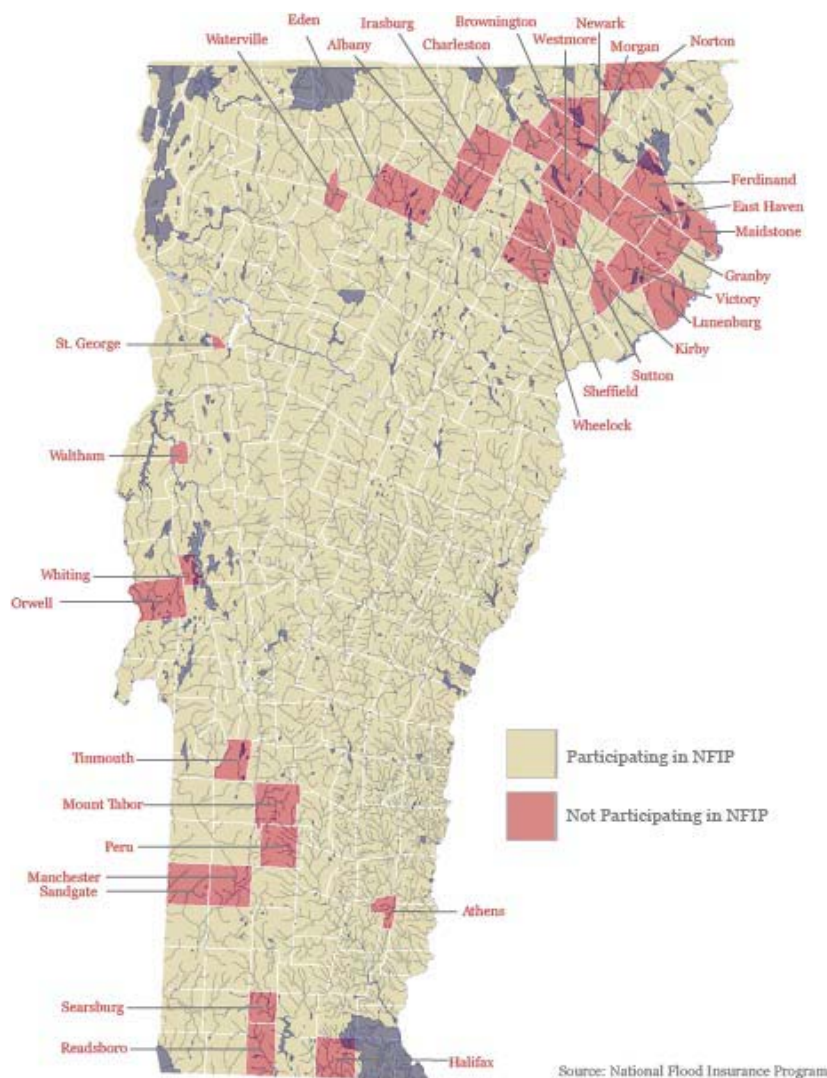 Eden
Irasburg
Brownington
Newark
Waterville
Albany
Charleston
Westmore
Morgan
Norton
Ferdinand
East Haven
Maidstone
Granby
Victory
Lunenburg
Kirby
Sutton
Sheffield
Wheelock
St. George
Waltham
Whiting
Orwell
Tinmouth
Mount Tabor
Peru
Manchester
Sandgate
Athens
Searsburg
Readsboro
Halifax
Participating in NFIP
Not Participating in NFIP
Source: National Flood Insurance Program